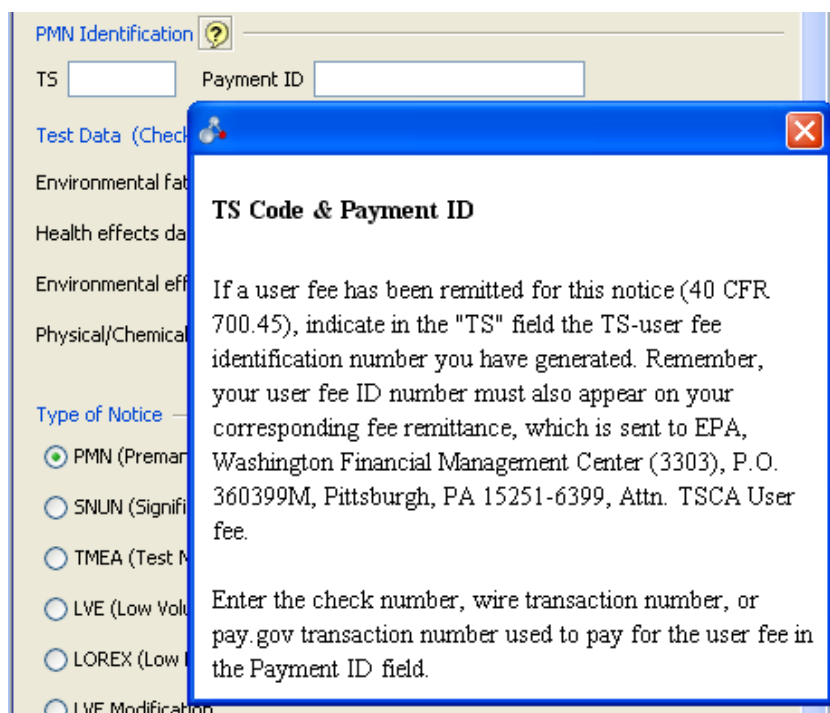 PMN Identification
TS Payment ID
Test Data (Check
Environmental fat
Health effects da
Environmental eff
Physical/Chemical
Type of Notice
PMN (Premar
SNUN (Signifi
TMEA (Test M
LVE (Low Volu
LOREX (Low
LVE Modification
TS Code & Payment ID
If a user fee has been remitted for this notice (40 CFR
700.45), indicate in the "TS" field the TS-user fee
identification number you have generated. Remember,
your user fee ID number must also appear on your
corresponding fee remittance, which is sent to EPA,
Washington Financial Management Center (3303), P.O.
360399M, Pittsburgh, PA 15251-6399, Attn. TSCA User
fee.
Enter the check number, wire transaction number, or
pay.gov transaction number used to pay for the user fee in
the Payment ID field.